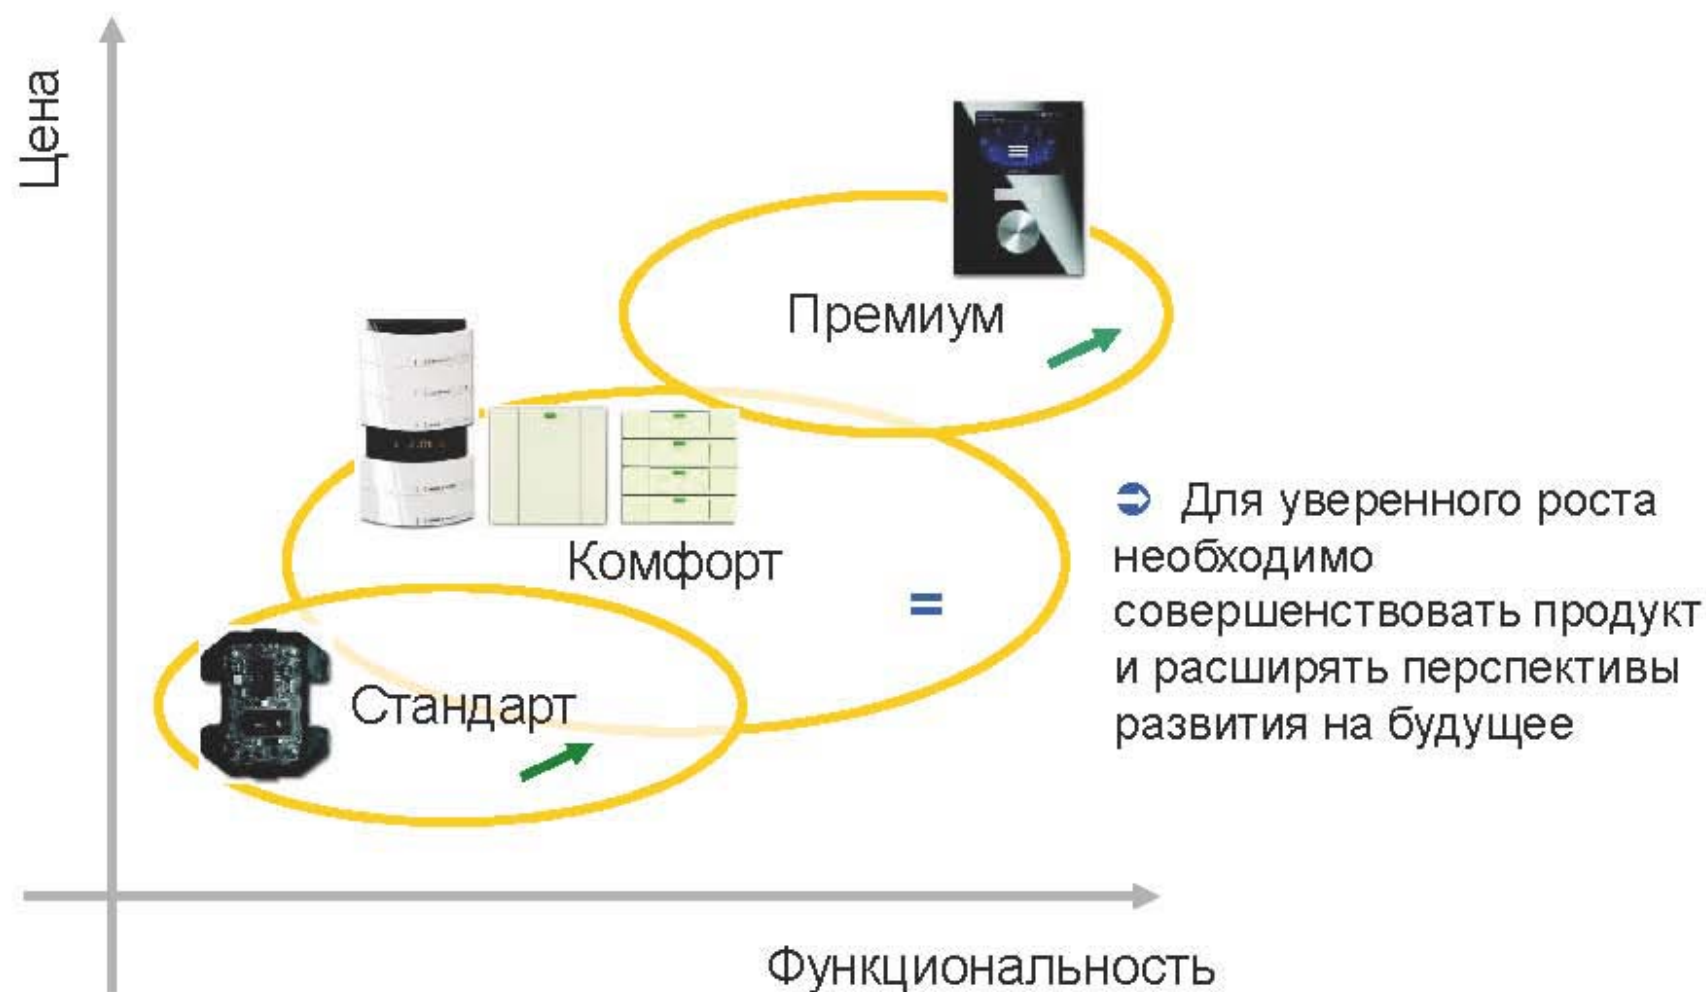 Цена
Премиум
Комфорт
=
Стандарт
Для уверенного роста
необходимо
совершенствовать продукт
и расширять перспективы
развития на будущее
Функциональность